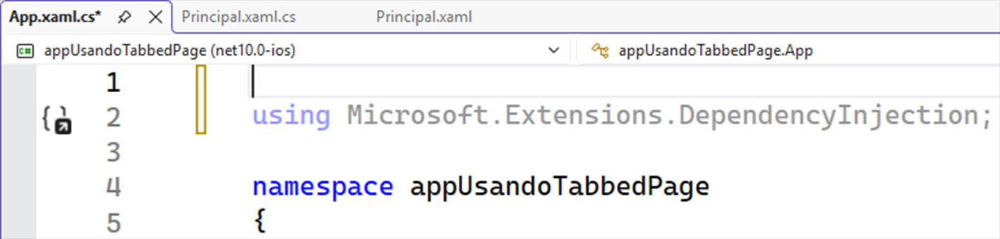 App.xaml.cs* Principal.xaml.cs Principal.xaml
C# appUsandoTabbedPage (net10.0-ios) appUsandoTabbedPage.App
1
2 using Microsoft.Extensions.DependencyInjection;
3
4 namespace appUsandoTabbedPage
5 {